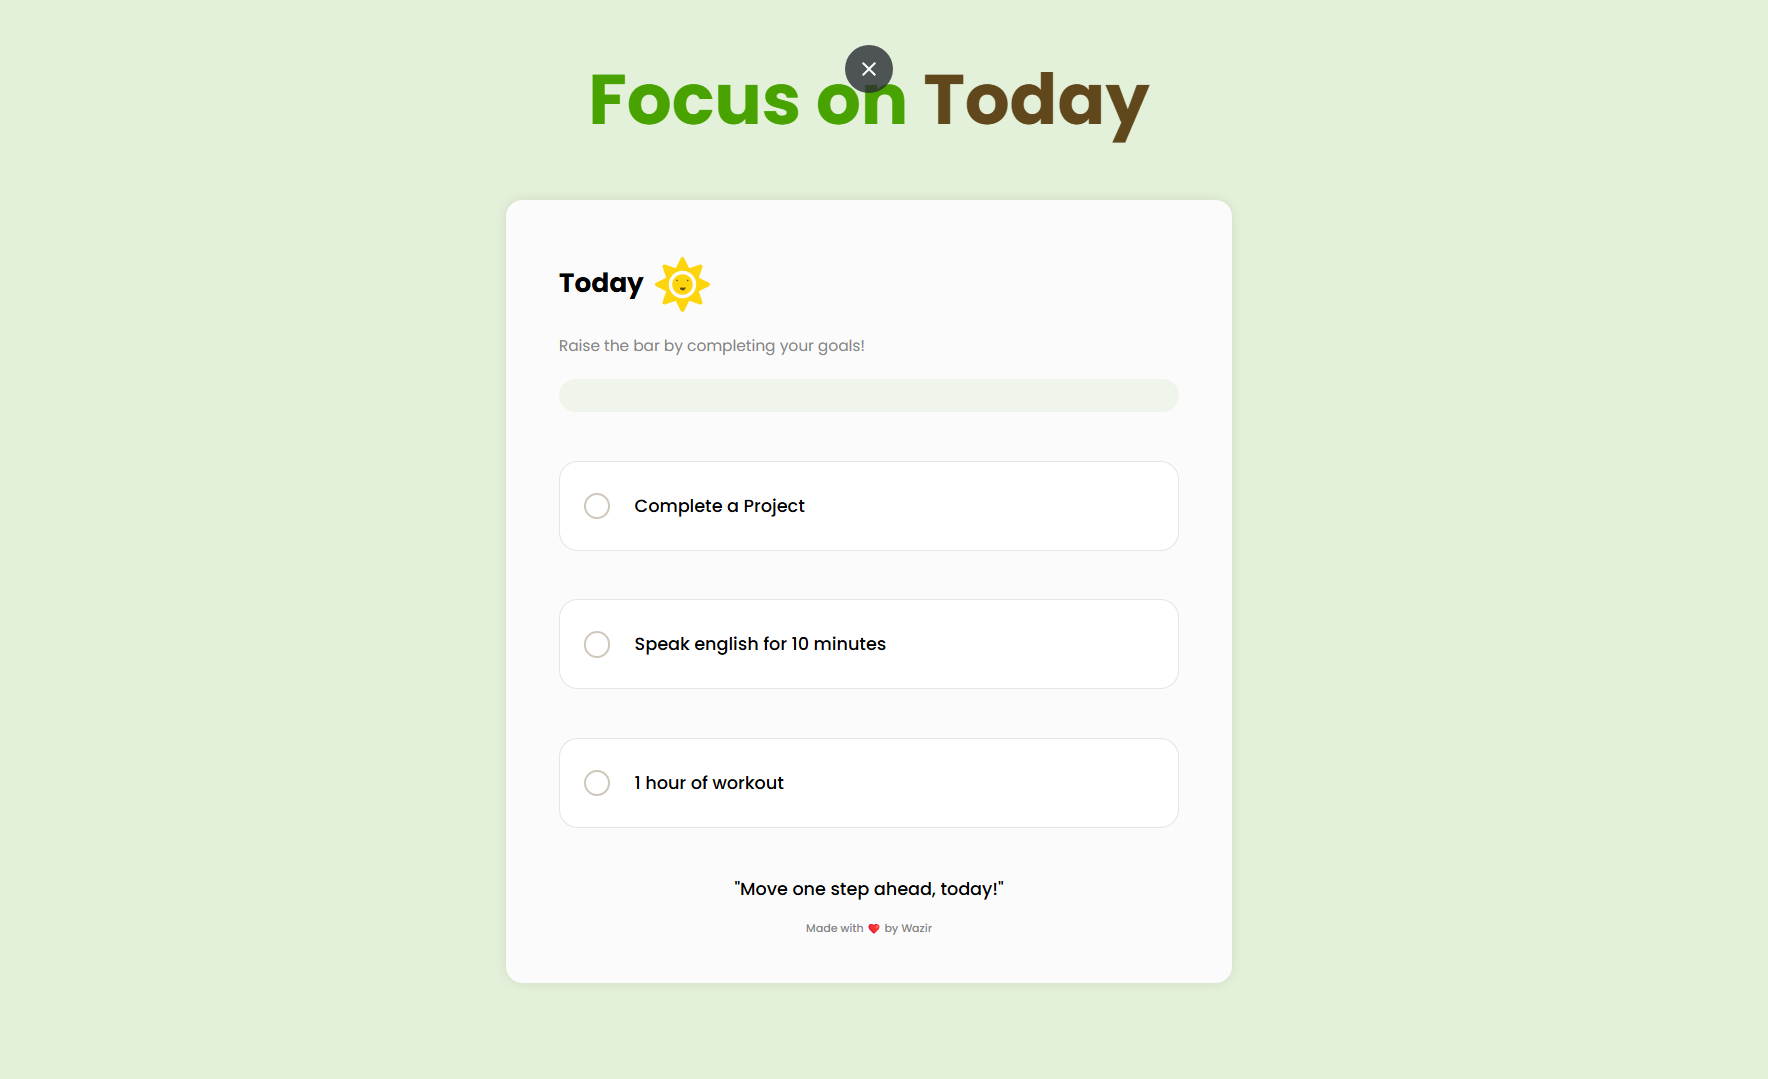 Focus on Today
Today
Raise the bar by completing your goals!
Complete a Project
Speak english for 10 minutes
1 hour of workout
"Move one step ahead, today!"
Made with ❤ by Wazir